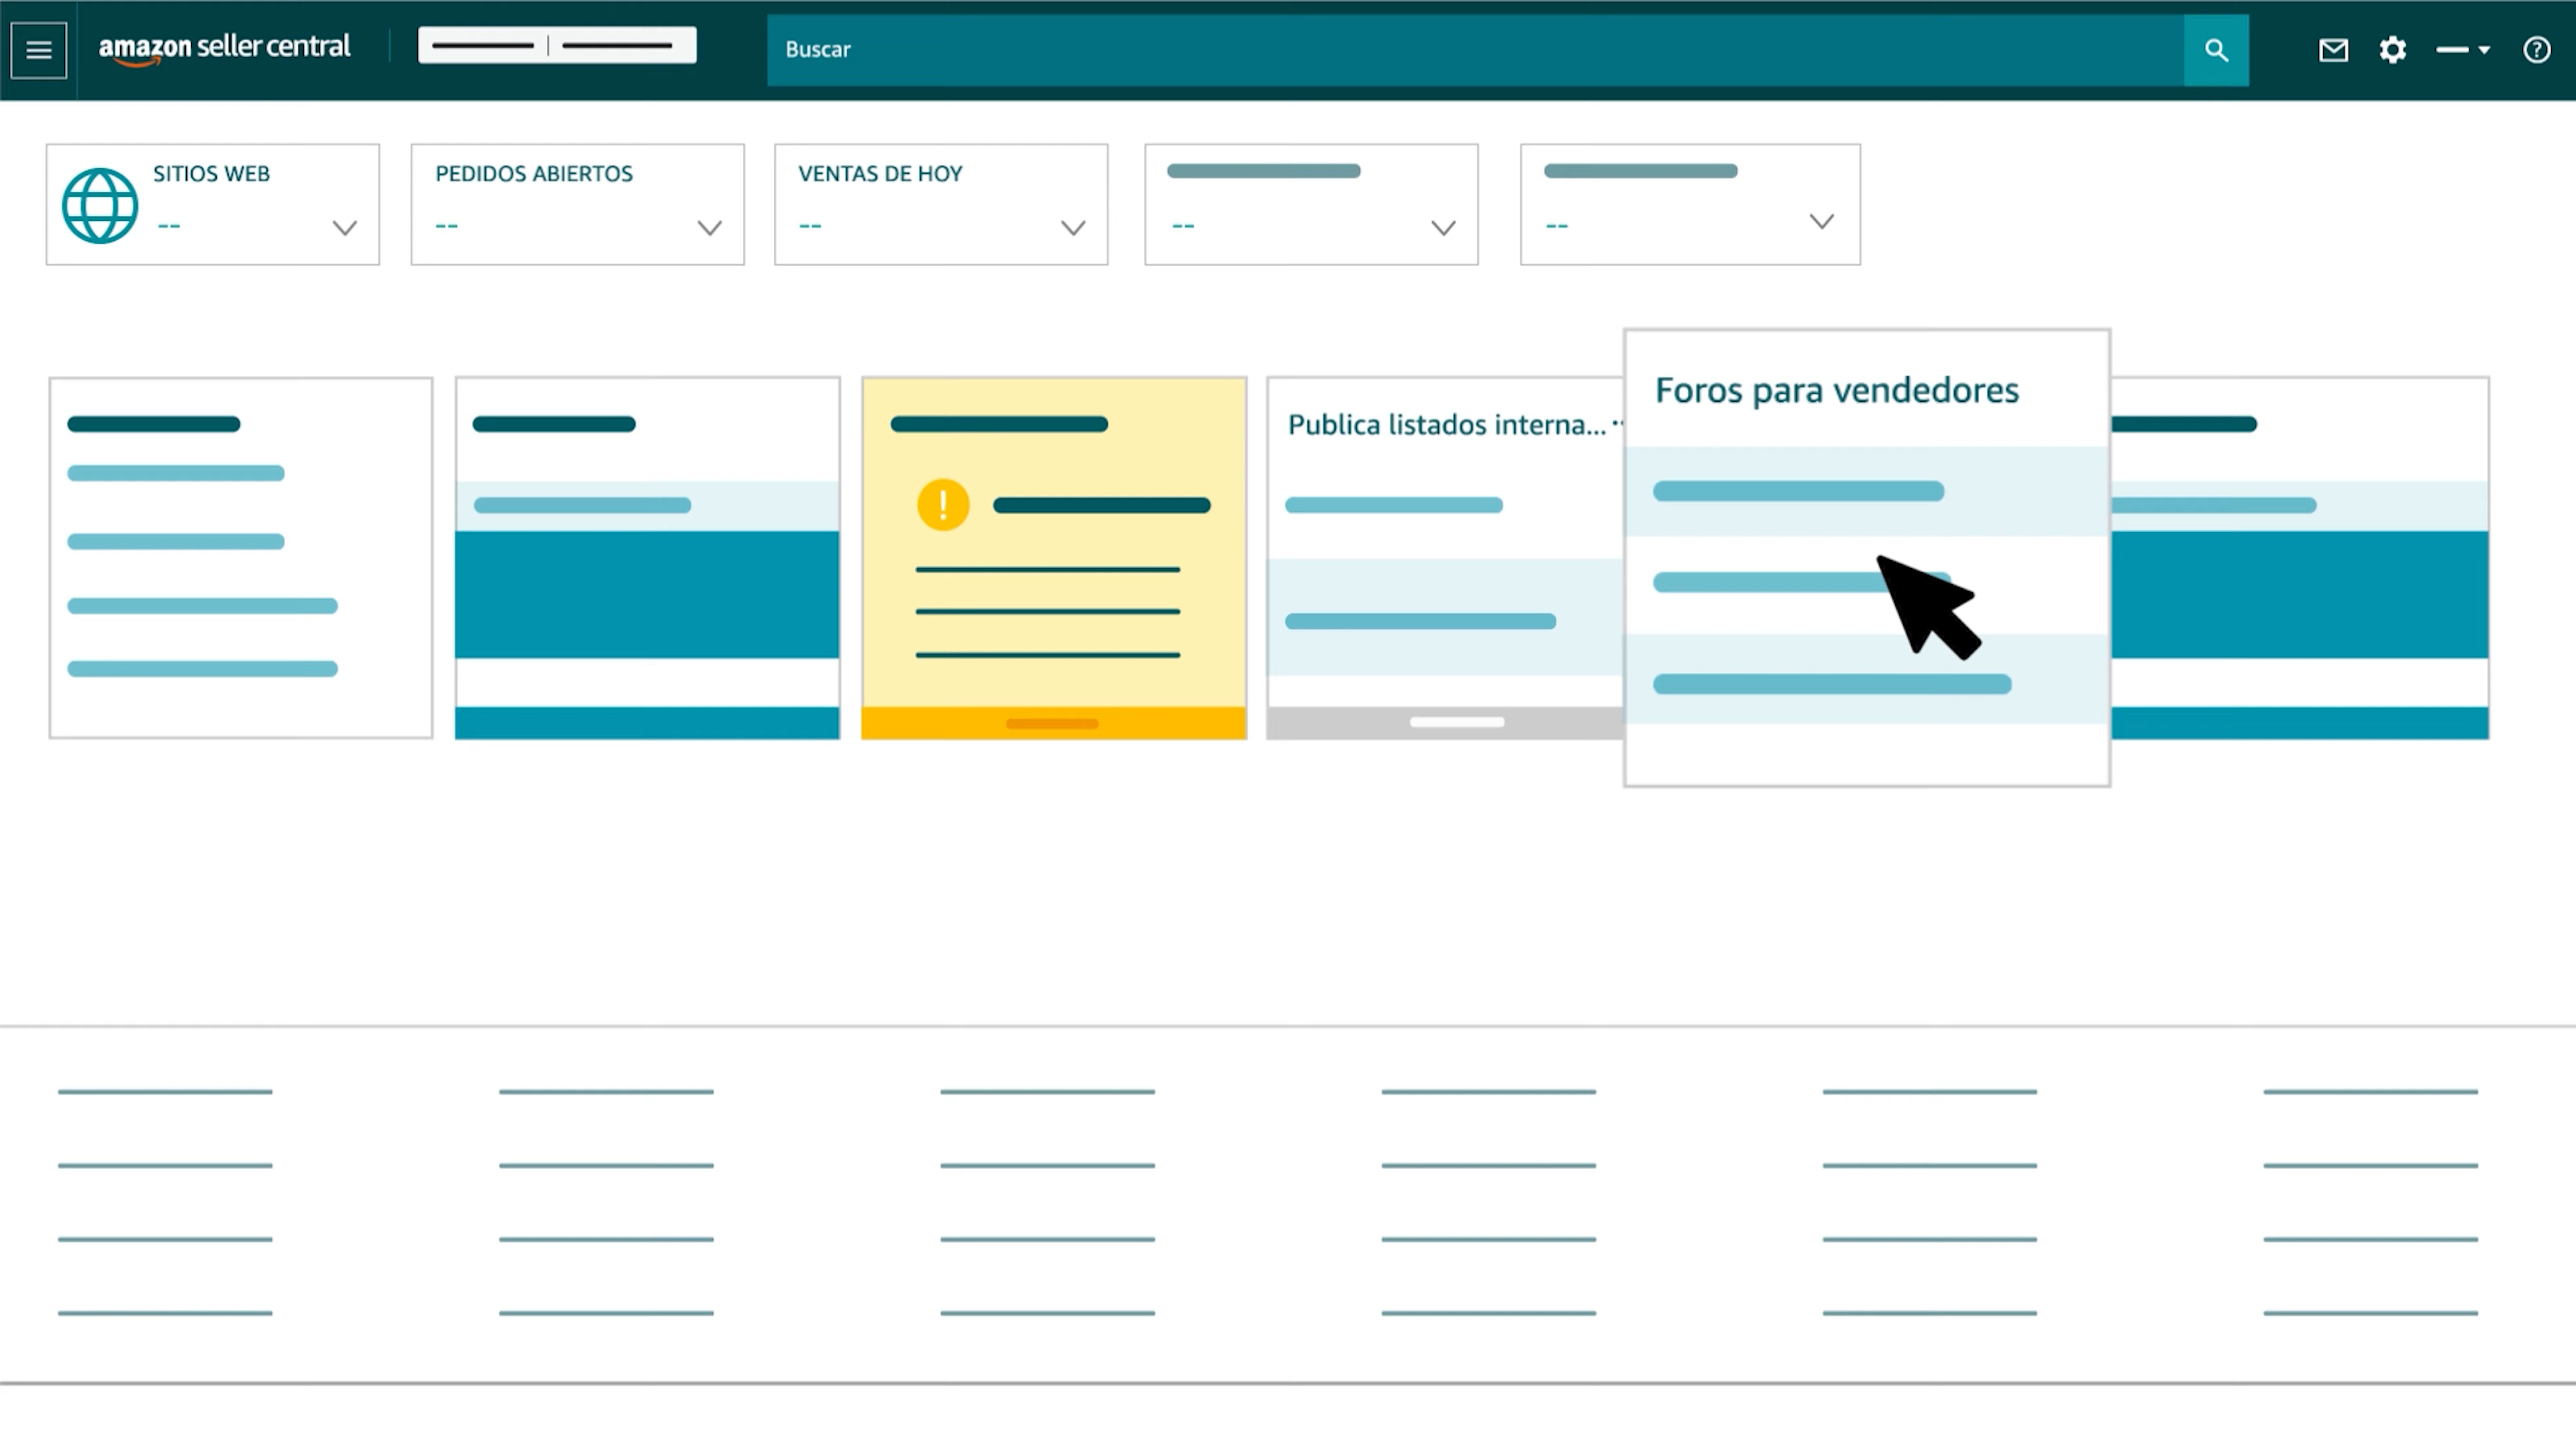 amazon seller central
Buscar
SITIOS WEB
--
PEDIDOS ABIERTOS
--
VENTAS DE HOY
--
--
--
Publica listados interna...
Foros para vendedores